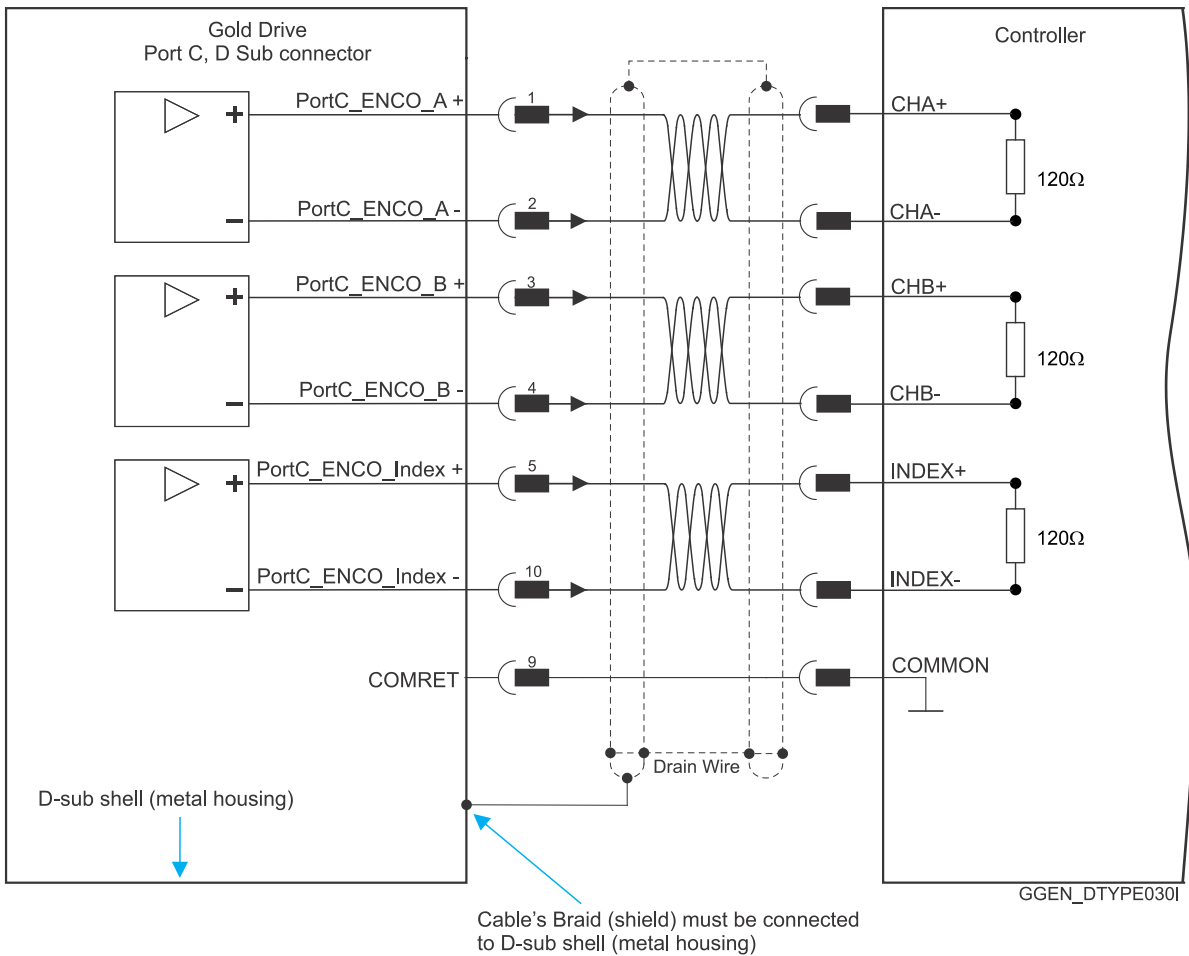 Gold Drive
Port C, D Sub connector
Controller
PortC_ENCO_A +
1
CHA+
+
120Ω
PortC_ENCO_A -
2
CHA-
−
PortC_ENCO_B +
3
CHB+
+
120Ω
PortC_ENCO_B -
4
CHB-
−
PortC_ENCO_Index +
5
INDEX+
+
120Ω
PortC_ENCO_Index -
10
INDEX-
−
COMRET
9
COMMON
Drain Wire
D-sub shell (metal housing)
GGEN_DTYPE030I
Cable's Braid (shield) must be connected
to D-sub shell (metal housing)